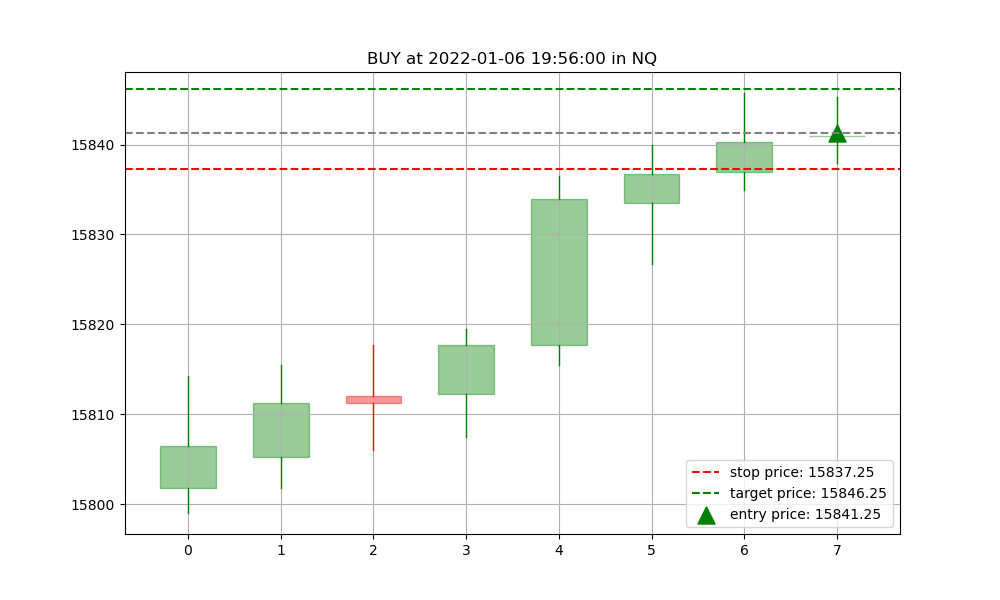 BUY at 2022-01-06 19:56:00 in NQ
15840
15830
15820
15810
15800
stop price: 15837.25
target price: 15846.25
entry price: 15841.25
0 1 2 3 4 5 6 7